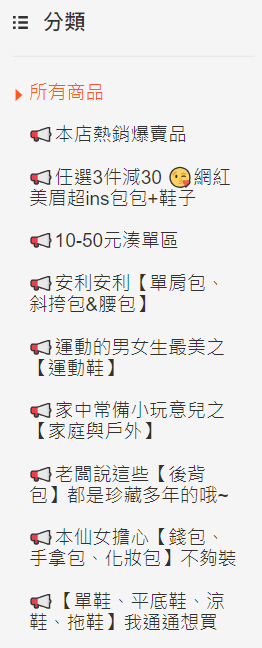 分類
所有商品
📢本店熱銷爆賣品
📢任選3件減30 😘網紅
美眉超ins包包+鞋子
📢10-50元湊單區
📢安利安利【單肩包、
斜挎包&腰包】
📢運動的男女生最美之
【運動鞋】
📢家中常備小玩意兒之
【家庭與戶外】
📢老闆說這些【後背
包】都是珍藏多年的哦~
📢本仙女擔心【錢包、
手拿包、化妝包】不夠裝
📢【單鞋、平底鞋、涼
鞋、拖鞋】我通通想買